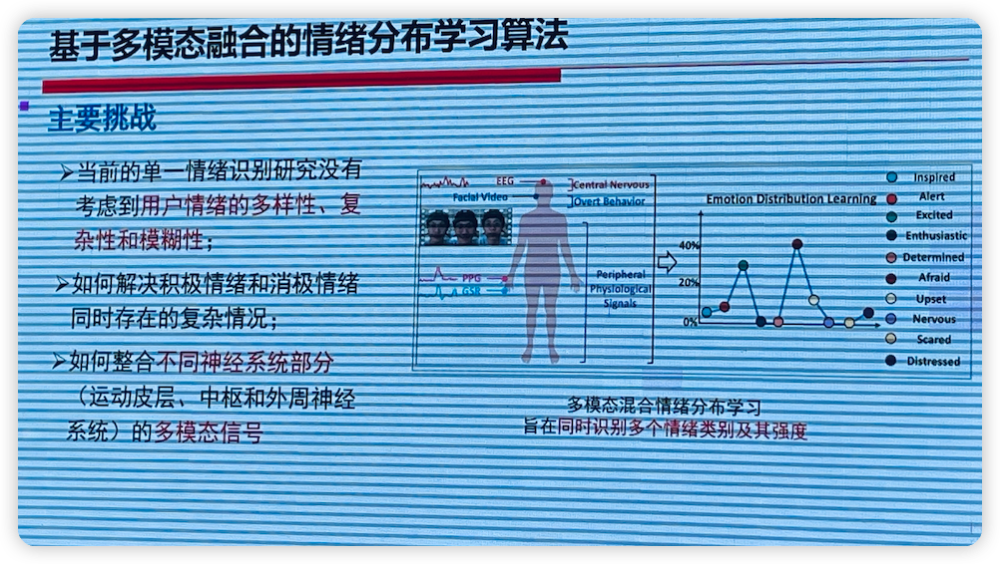 基于多模态融合的情绪分布学习算法
主要挑战
➢当前的单一情绪识别研究没有
考虑到用户情绪的多样性、复
杂性和模糊性；
➢如何解决积极情绪和消极情绪
同时存在的复杂情况；
➢如何整合不同神经系统部分
（运动皮层、中枢和外周神经
系统）的多模态信号
EEG
Central Nervous
Facial Video
Overt Behavior
PPG
GSR
Peripheral
Physiological
Signals
Emotion Distribution Learning
40%
20%
0%
Inspired
Alert
Excited
Enthusiastic
Determined
Afraid
Upset
Nervous
Scared
Distressed
多模态混合情绪分布学习
旨在同时识别多个情绪类别及其强度